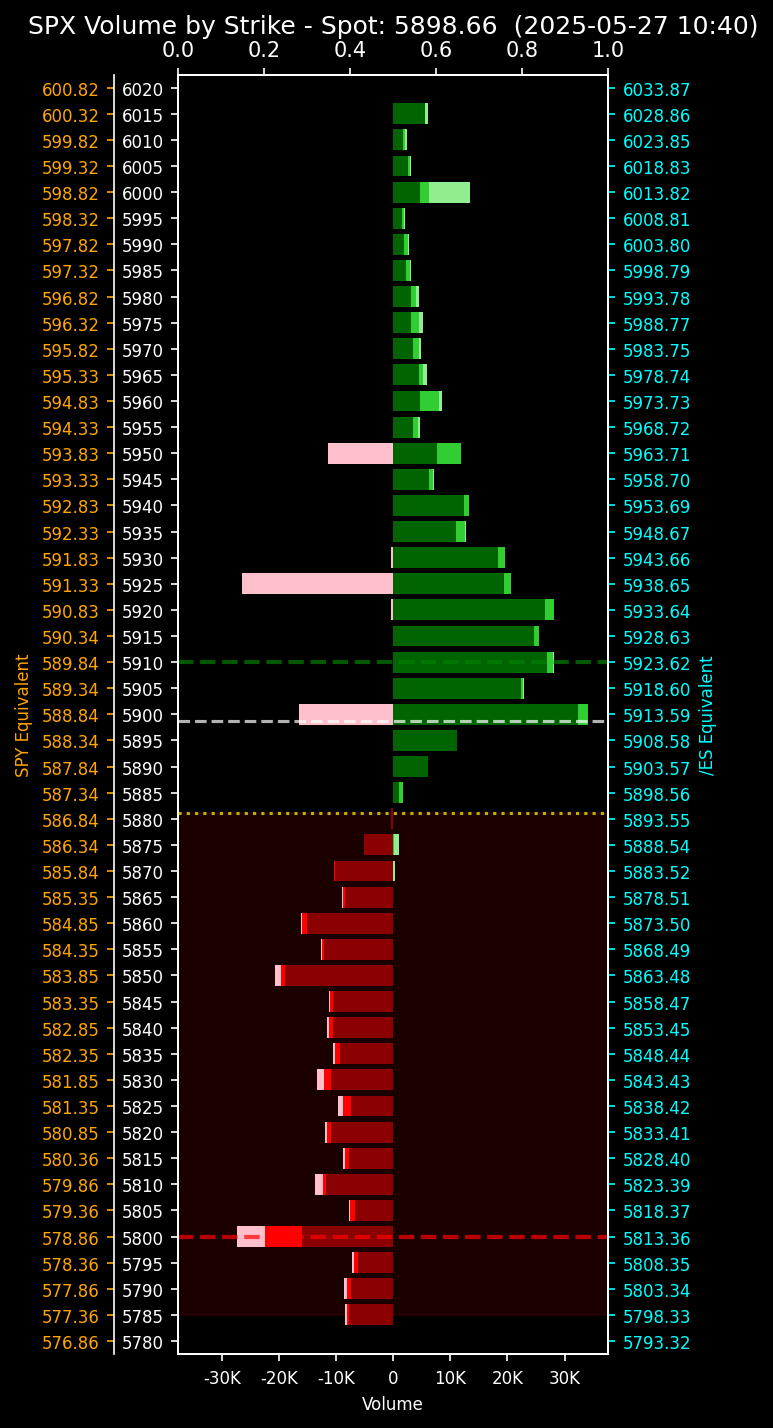 SPX Volume by Strike - Spot: 5898.66  (2025-05-27 10:40)
0.0 0.2 0.4 0.6 0.8 1.0
600.82 6020 6033.87
600.32 6015 6028.86
599.82 6010 6023.85
599.32 6005 6018.83
598.82 6000 6013.82
598.32 5995 6008.81
597.82 5990 6003.80
597.32 5985 5998.79
596.82 5980 5993.78
596.32 5975 5988.77
595.82 5970 5983.75
595.33 5965 5978.74
594.83 5960 5973.73
594.33 5955 5968.72
593.83 5950 5963.71
593.33 5945 5958.70
592.83 5940 5953.69
592.33 5935 5948.67
591.83 5930 5943.66
591.33 5925 5938.65
590.83 5920 5933.64
590.34 5915 5928.63
589.84 5910 5923.62
589.34 5905 5918.60
588.84 5900 5913.59
588.34 5895 5908.58
587.84 5890 5903.57
587.34 5885 5898.56
586.84 5880 5893.55
586.34 5875 5888.54
585.84 5870 5883.52
585.35 5865 5878.51
584.85 5860 5873.50
584.35 5855 5868.49
583.85 5850 5863.48
583.35 5845 5858.47
582.85 5840 5853.45
582.35 5835 5848.44
581.85 5830 5843.43
581.35 5825 5838.42
580.85 5820 5833.41
580.36 5815 5828.40
579.86 5810 5823.39
579.36 5805 5818.37
578.86 5800 5813.36
578.36 5795 5808.35
577.86 5790 5803.34
577.36 5785 5798.33
576.86 5780 5793.32
SPY Equivalent
/ES Equivalent
-30K -20K -10K 0 10K 20K 30K
Volume